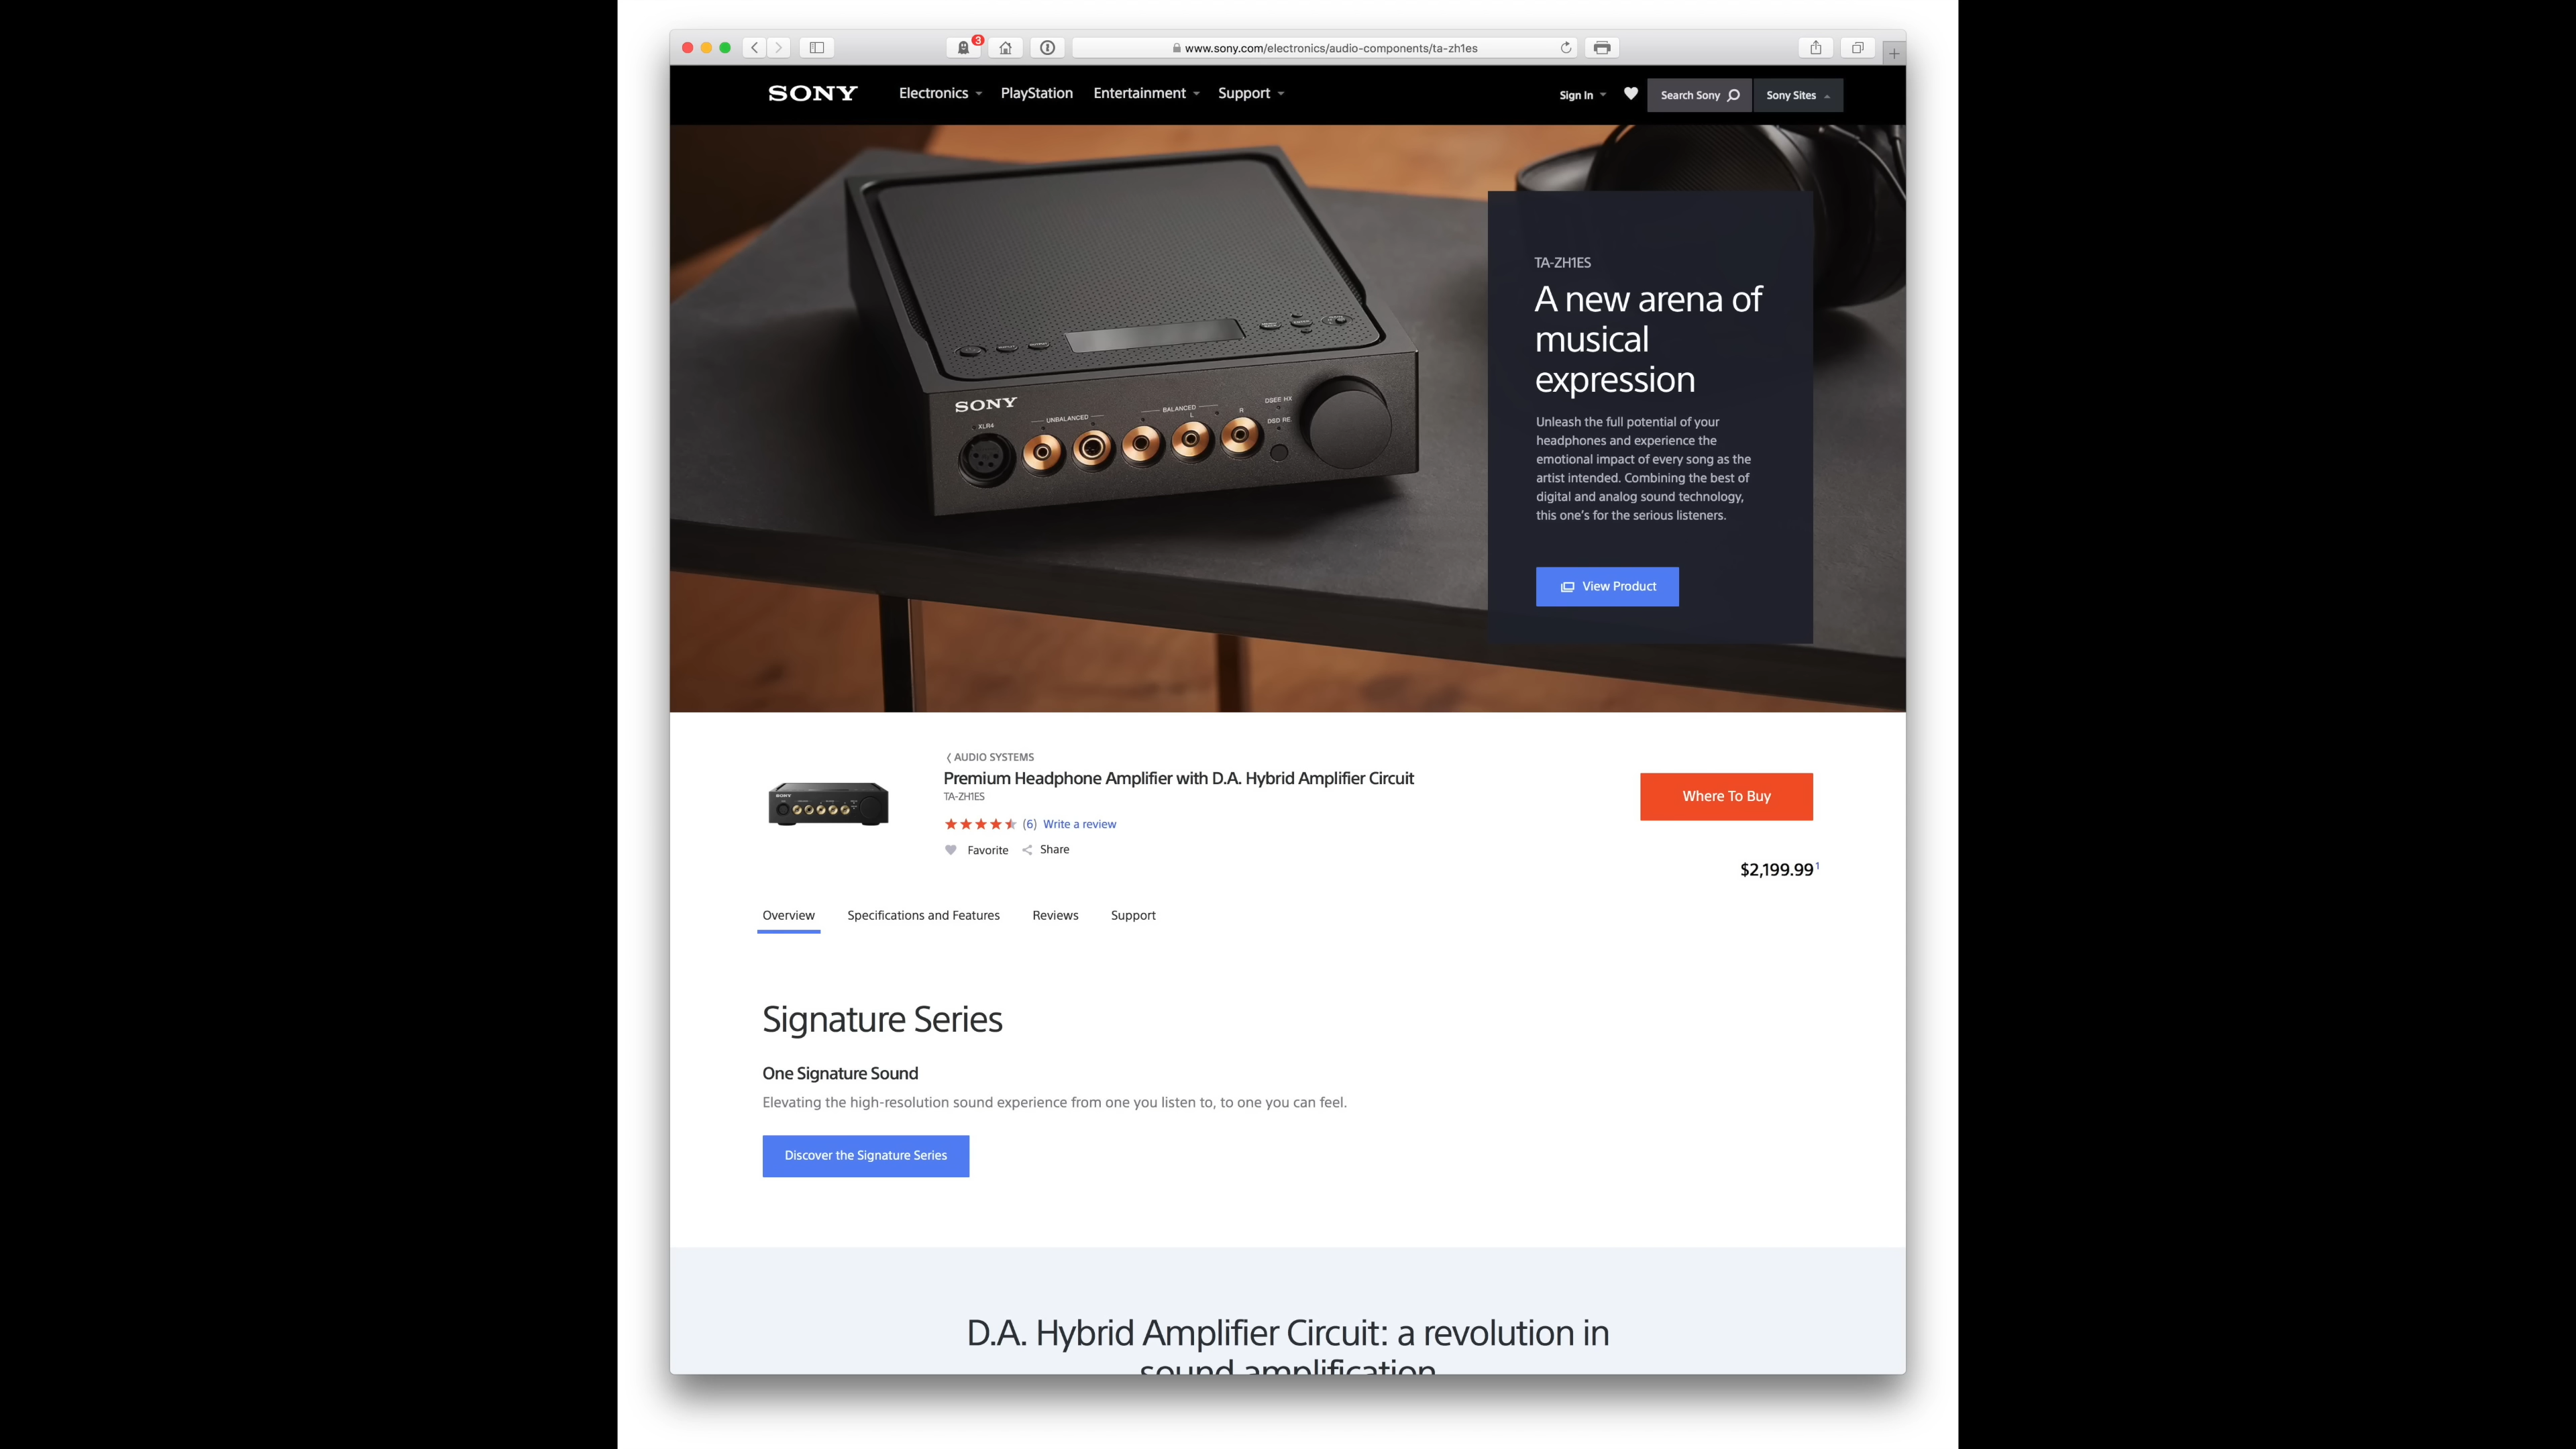 3
www.sony.com/electronics/audio-components/ta-zh1es
SONY
Electronics
PlayStation
Entertainment
Support
Sign In
Search Sony
Sony Sites
SONY
XLR4
UNBALANCED
BALANCED
L
R
DSEE HX
DSD RE
TA-ZH1ES
A new arena of
musical
expression
Unleash the full potential of your
headphones and experience the
emotional impact of every song as the
artist intended. Combining the best of
digital and analog sound technology,
this one's for the serious listeners.
View Product
AUDIO SYSTEMS
Premium Headphone Amplifier with D.A. Hybrid Amplifier Circuit
TA-ZH1ES
(6) Write a review
Favorite
Share
SONY
Where To Buy
$2,199.99¹
Overview
Specifications and Features
Reviews
Support
Signature Series
One Signature Sound
Elevating the high-resolution sound experience from one you listen to, to one you can feel.
Discover the Signature Series
D.A. Hybrid Amplifier Circuit: a revolution in
sound amplification